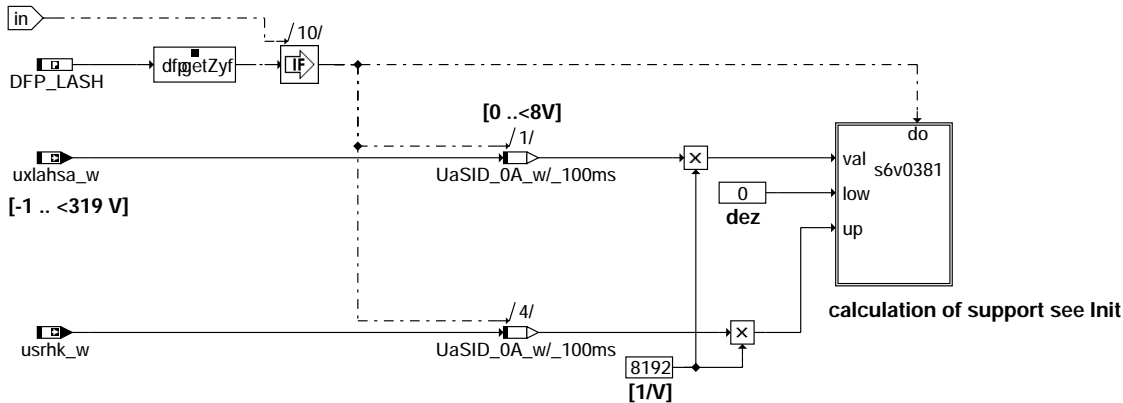 in
/10/
dfpgetZyf
IF
DFP_LASH
[0 ..<8V]
/1/
do
uxlahsa_w
UaSID_0A_w/_100ms
val
s6v0381
[-1 .. <319 V]
0
low
dez
up
/4/
calculation of support see Init
usrhk_w
UaSID_0A_w/_100ms
8192
[1/V]